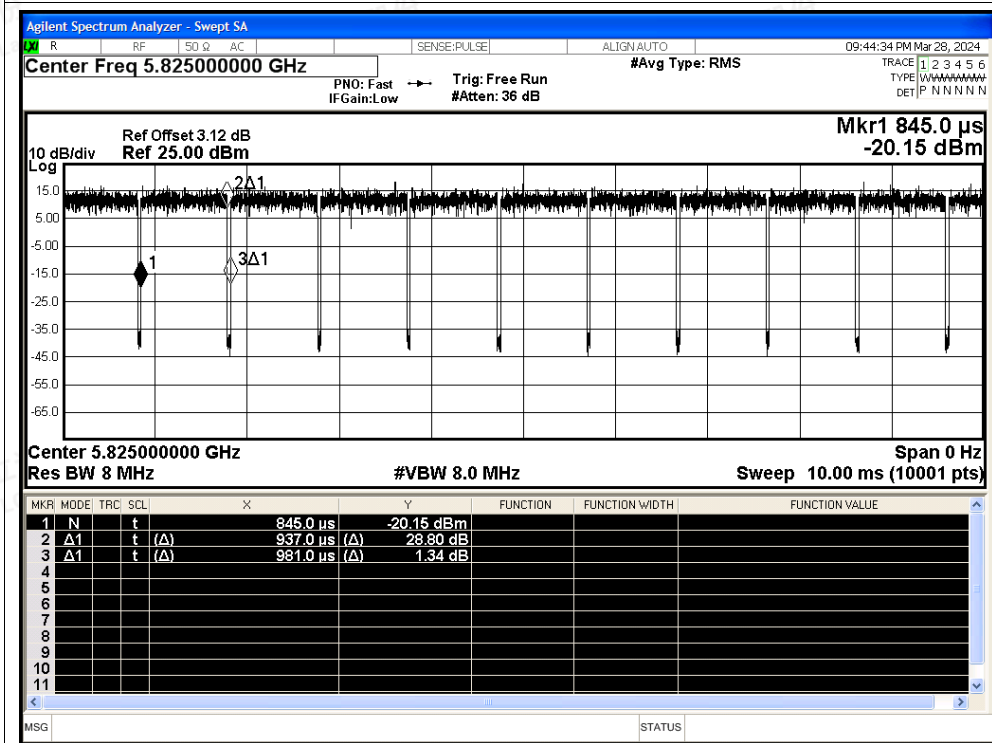 Agilent Spectrum Analyzer - Swept SA
LXI R RF 50 Ω AC SENSE:PULSE ALIGN AUTO 09:44:34 PM Mar 28, 2024
Center Freq 5.825000000 GHz #Avg Type: RMS TRACE 1 2 3 4 5 6
PNO: Fast Trig: Free Run TYPE WWWWWW
IFGain:Low #Atten: 36 dB DET P N N N N N
Mkr1 845.0 µs
Ref Offset 3.12 dB
10 dB/div Ref 25.00 dBm -20.15 dBm
Log
15.0
2Δ1
5.00
-5.00
1 3Δ1
-15.0
-25.0
-35.0
-45.0
-55.0
-65.0
Center 5.825000000 GHz Span 0 Hz
Res BW 8 MHz #VBW 8.0 MHz Sweep 10.00 ms (10001 pts)
MKR MODE TRC SCL X Y FUNCTION FUNCTION WIDTH FUNCTION VALUE
1 N t 845.0 µs -20.15 dBm
2 Δ1 t (Δ) 937.0 µs (Δ) 28.80 dB
3 Δ1 t (Δ) 981.0 µs (Δ) 1.34 dB
4
5
6
7
8
9
10
11
MSG STATUS